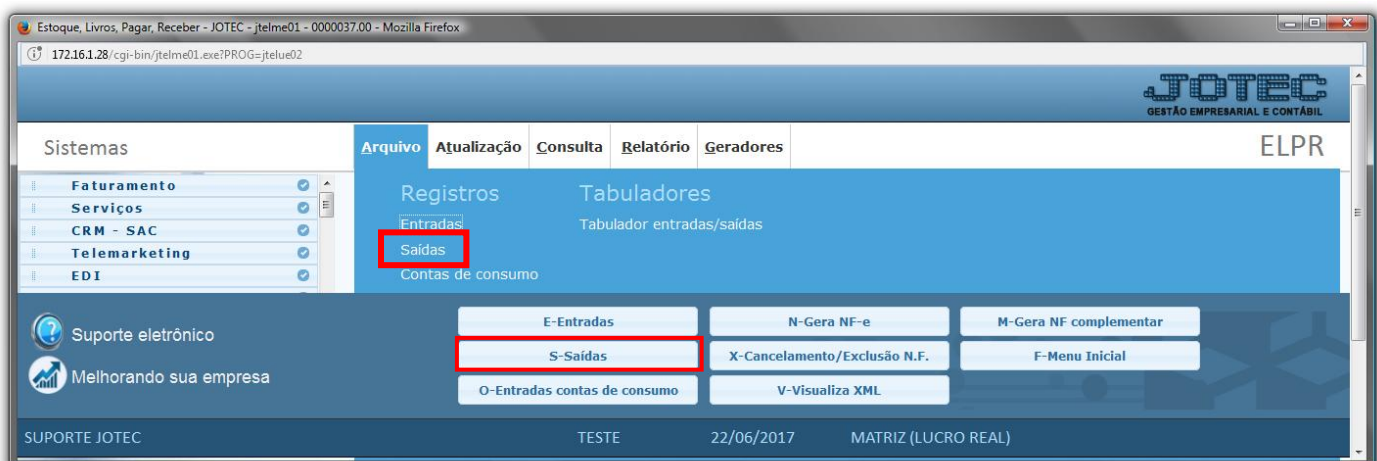 Estoque, Livros, Pagar, Receber - JOTEC - jtelme01 - 0000037.00 - Mozilla Firefox
172.16.1.28/cgi-bin/jtelme01.exe?PROG=jtelue02
JOTEC
GESTÃO EMPRESARIAL E CONTÁBIL
Sistemas
Arquivo Atualização Consulta Relatório Geradores
ELPR
Faturamento
Serviços
CRM - SAC
Telemarketing
EDI
Registros
Entradas
Saídas
Contas de consumo
Tabuladores
Tabulador entradas/saídas
Suporte eletrônico
Melhorando sua empresa
E-Entradas N-Gera NF-e M-Gera NF complementar
S-Saídas X-Cancelamento/Exclusão N.F. F-Menu Inicial
O-Entradas contas de consumo V-Visualiza XML
SUPORTE JOTEC TESTE 22/06/2017 MATRIZ (LUCRO REAL)